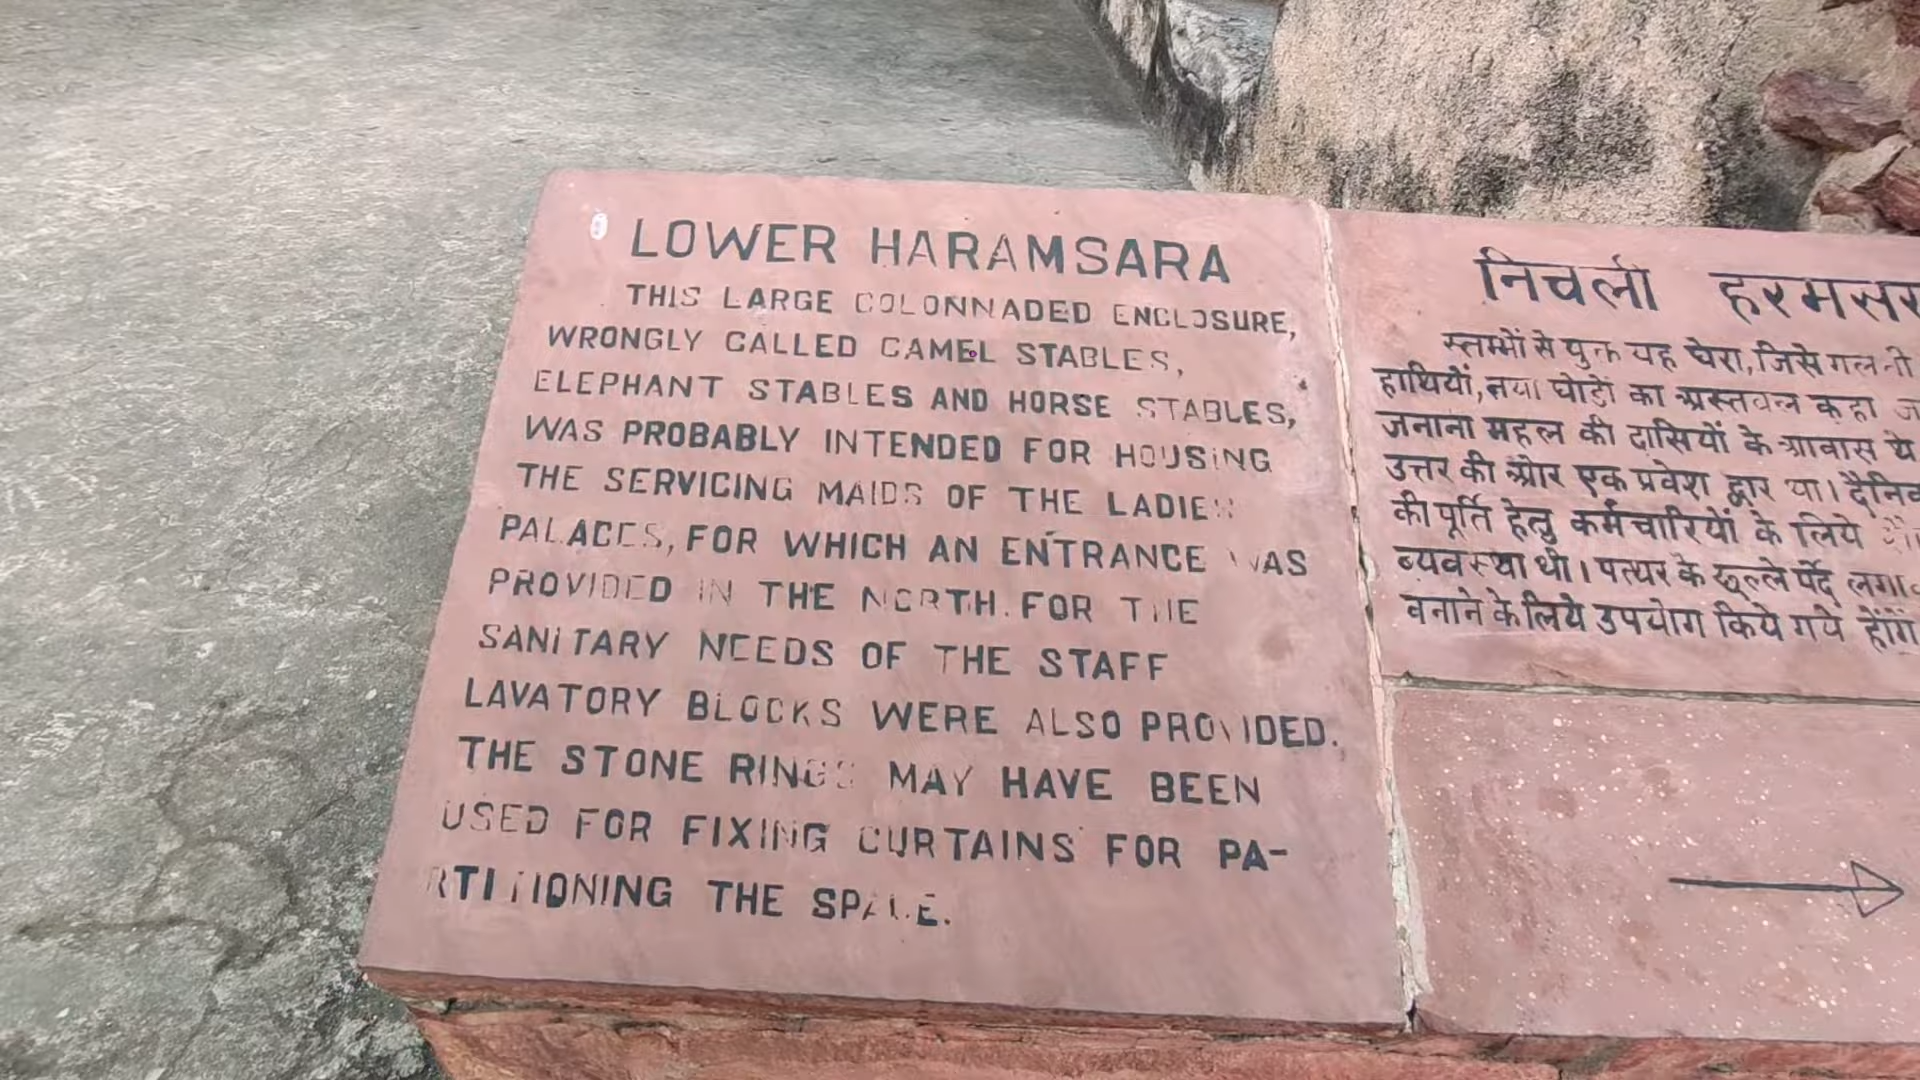 LOWER HARAMSARA
THIS LARGE COLONNADED ENCLOSURE,
WRONGLY CALLED CAMEL STABLES,
ELEPHANT STABLES AND HORSE STABLES,
WAS PROBABLY INTENDED FOR HOUSING
THE SERVICING MAIDS OF THE LADIES
PALACES, FOR WHICH AN ENTRANCE WAS
PROVIDED IN THE NORTH. FOR THE
SANITARY NEEDS OF THE STAFF
LAVATORY BLOCKS WERE ALSO PROVIDED.
THE STONE RINGS MAY HAVE BEEN
USED FOR FIXING CURTAINS FOR PA-
RTITIONING THE SPACE.
निचली
स्तम्भों से युक्त यह घेरा, जिसे गलती
हाथियों, तथा घोड़ों का अस्तबल कहा
जनाना महल की दासियों के आवास थे
उत्तर की ओर एक प्रवेश द्वार था।
की पूर्ति हेतु कर्मचारियों के लिये
व्यवस्था थी। पत्थर के छल्ले पर्दे
बनाने के लिये उपयोग किये गये होंगे